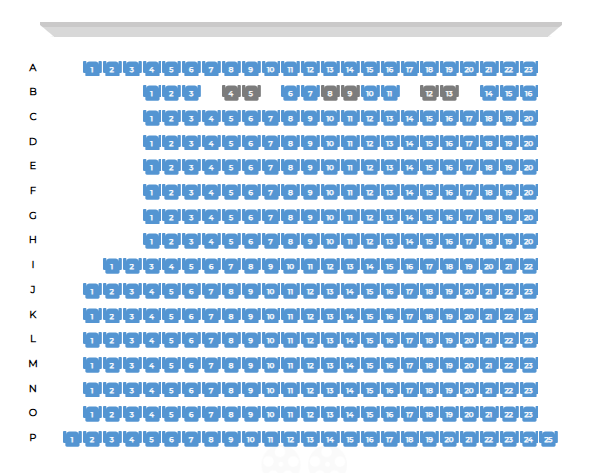 A 1 2 3 4 5 6 7 8 9 10 11 12 13 14 15 16 17 18 19 20 21 22 23
B 1 2 3 4 5 6 7 8 9 10 11 12 13 14 15 16
C 1 2 3 4 5 6 7 8 9 10 11 12 13 14 15 16 17 18 19 20
D 1 2 3 4 5 6 7 8 9 10 11 12 13 14 15 16 17 18 19 20
E 1 2 3 4 5 6 7 8 9 10 11 12 13 14 15 16 17 18 19 20
F 1 2 3 4 5 6 7 8 9 10 11 12 13 14 15 16 17 18 19 20
G 1 2 3 4 5 6 7 8 9 10 11 12 13 14 15 16 17 18 19 20
H 1 2 3 4 5 6 7 8 9 10 11 12 13 14 15 16 17 18 19 20
I 1 2 3 4 5 6 7 8 9 10 11 12 13 14 15 16 17 18 19 20 21 22
J 1 2 3 4 5 6 7 8 9 10 11 12 13 14 15 16 17 18 19 20 21 22 23
K 1 2 3 4 5 6 7 8 9 10 11 12 13 14 15 16 17 18 19 20 21 22 23
L 1 2 3 4 5 6 7 8 9 10 11 12 13 14 15 16 17 18 19 20 21 22 23
M 1 2 3 4 5 6 7 8 9 10 11 12 13 14 15 16 17 18 19 20 21 22 23
N 1 2 3 4 5 6 7 8 9 10 11 12 13 14 15 16 17 18 19 20 21 22 23
O 1 2 3 4 5 6 7 8 9 10 11 12 13 14 15 16 17 18 19 20 21 22 23
P 1 2 3 4 5 6 7 8 9 10 11 12 13 14 15 16 17 18 19 20 21 22 23 24 25